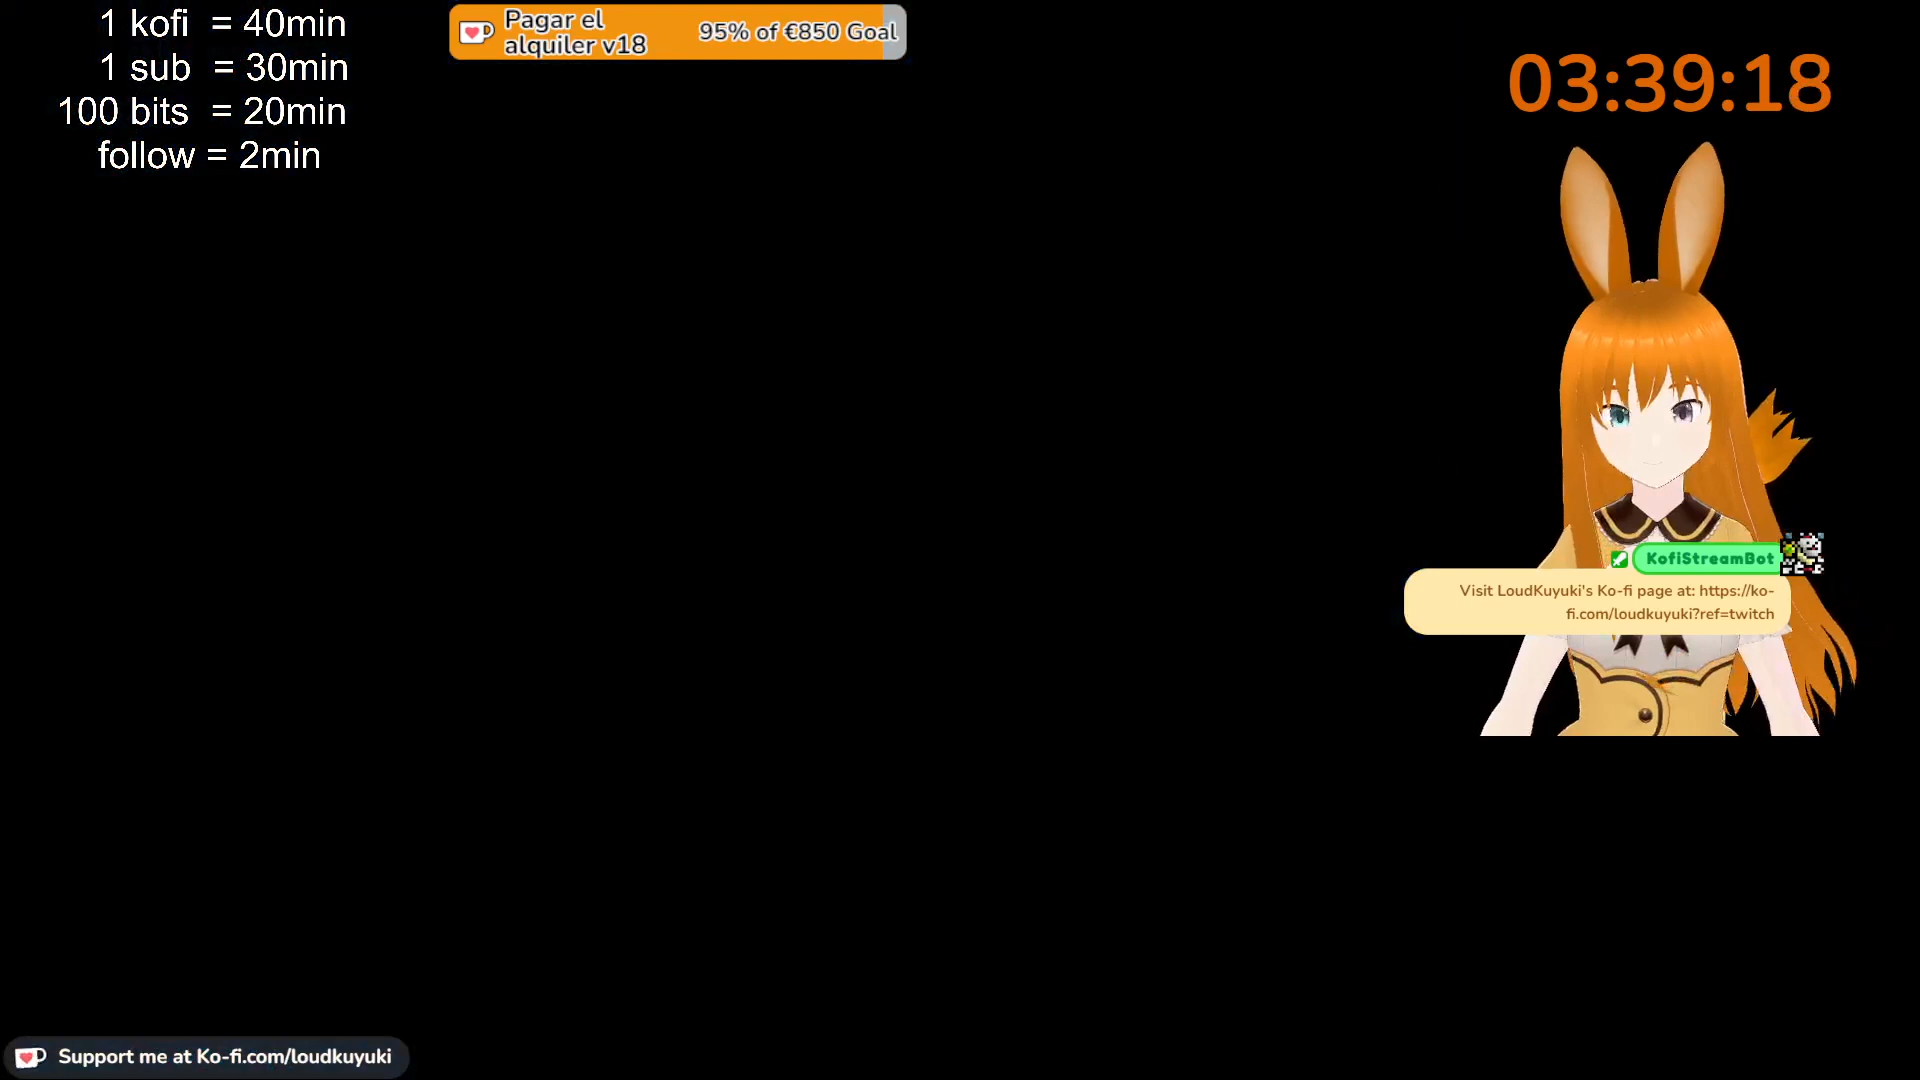 1 kofi = 40min
1 sub = 30min
100 bits = 20min
follow = 2min
Pagar el
alquiler v18
95% of €850 Goal
03:39:18
KofiStreamBot
Visit LoudKuyuki's Ko-fi page at: https://ko-
fi.com/loudkuyuki?ref=twitch
Support me at Ko-fi.com/loudkuyuki